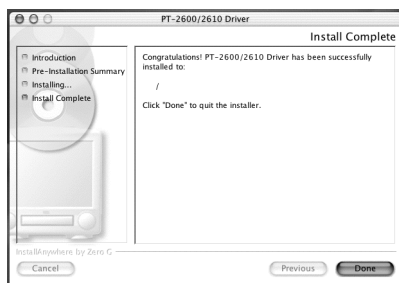 PT-2600/2610 Driver
Install Complete
Introduction
Pre-Installation Summary
Installing...
Install Complete
Congratulations! PT-2600/2610 Driver has been successfully
installed to:
/
Click "Done" to quit the installer.
InstallAnywhere by Zero G
Cancel
Previous
Done